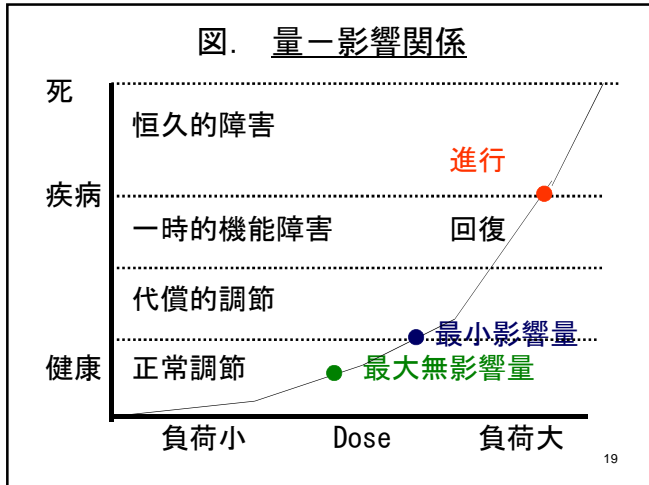 図. 量－影響関係
死
恒久的障害
進行
疾病
一時的機能障害 回復
代償的調節
最小影響量
健康 正常調節 最大無影響量
負荷小 Dose 負荷大
19